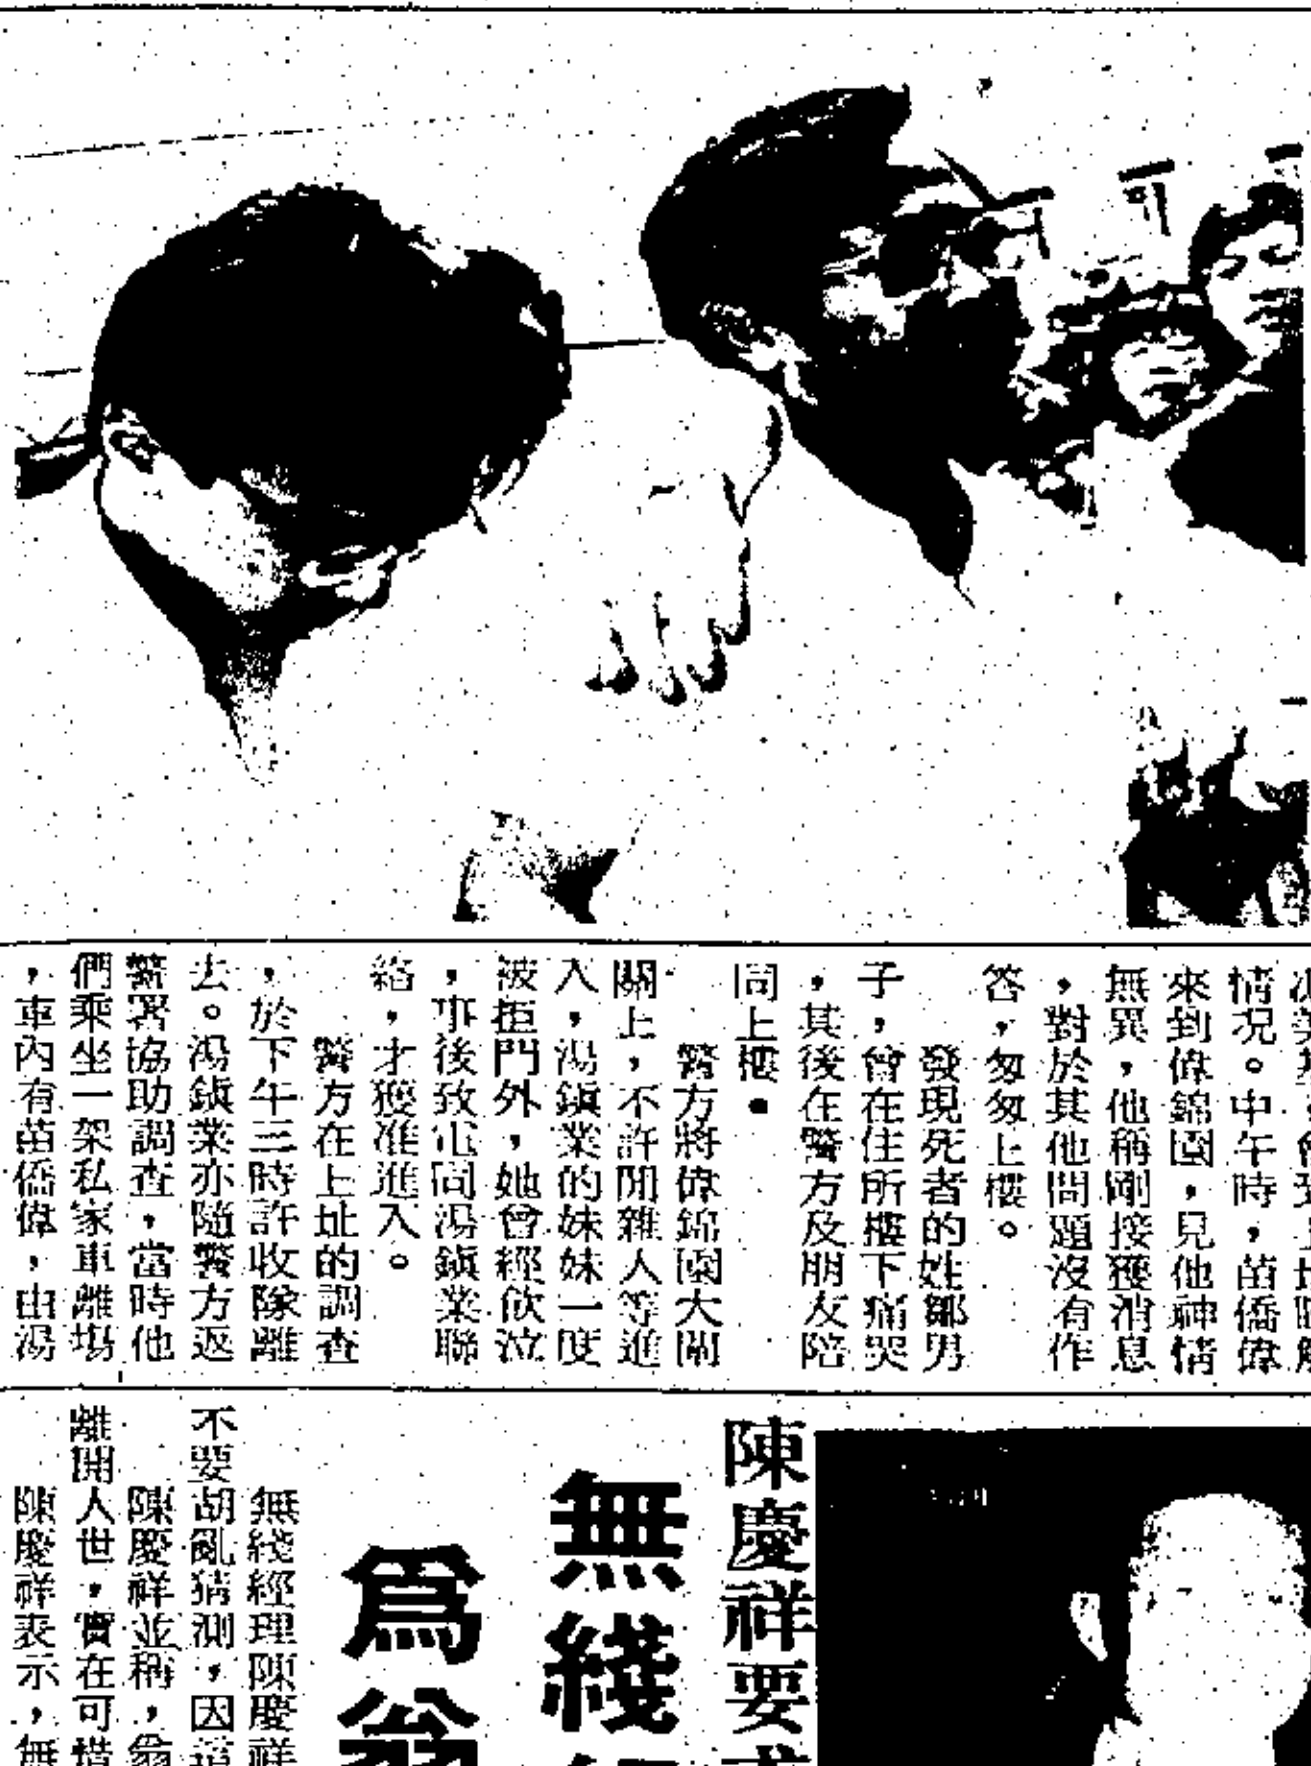 情况。中午時，苗僑偉
來到偉錦園，見他神情
無異，他稱剛接獲消息
，對於其他問題沒有作
答，匆匆上樓。
發現死者的姓鄒男
子，曾在住所樓下痛哭
，其後在警方及朋友陪
同上樓。
警方將偉錦園大閘
關上，不許閒雜人等進
入，湯鎮業的妹妹一度
被拒門外，她曾經飲泣
，事後致電同湯鎮業聯
絡，才獲准進入。
警方在上址的調查
，於下午三時許收隊離
去。湯鎮業亦隨警方返
警署協助調查，當時他
們乘坐一架私家車離塲
，車內有苗僑偉，由湯
陳慶祥要求
無綫
爲翁
無綫經理陳慶祥
不要胡亂猜測，因這
陳慶祥並稱，翁
離開人世，實在可惜
陳慶祥表示，無